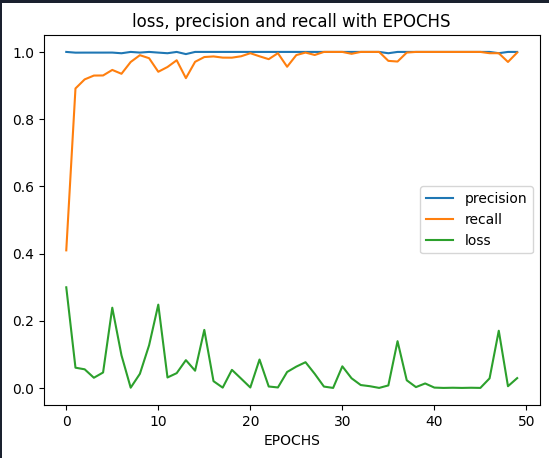 loss, precision and recall with EPOCHS
1.0
0.8
0.6
0.4
0.2
0.0
precision
recall
loss
0 10 20 30 40 50
EPOCHS